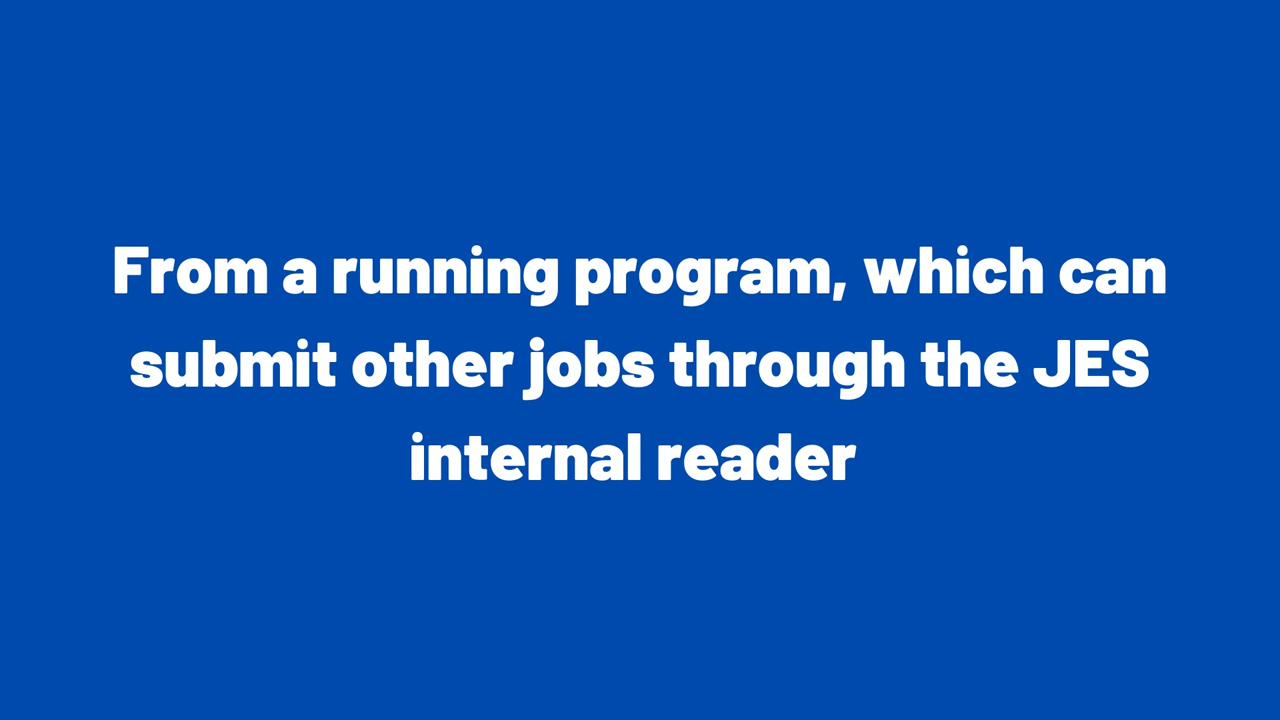 From a running program, which can
submit other jobs through the JES
internal reader